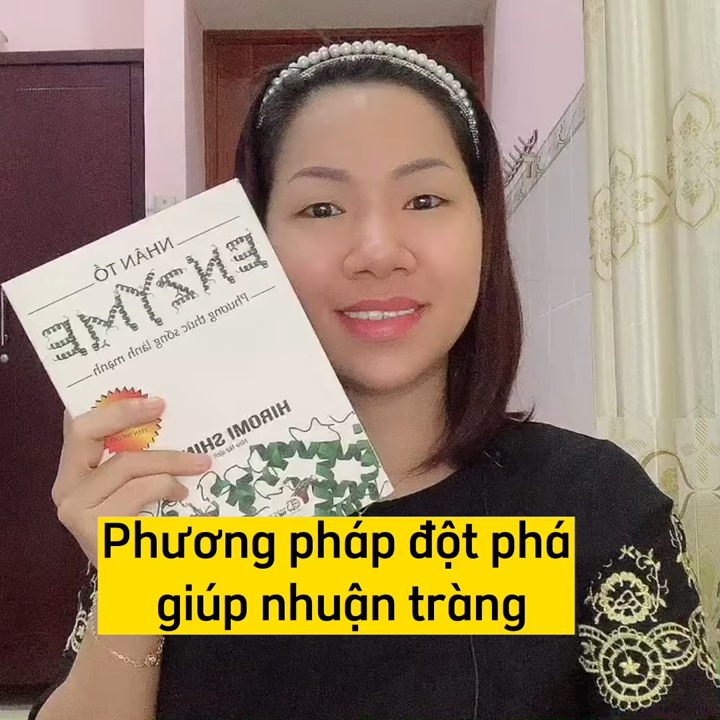 NHÂN TỐ
ENZYME
Phương thức sống lành mạnh
HIROMI SHIN
Phương pháp đột phá
giúp nhuận tràng